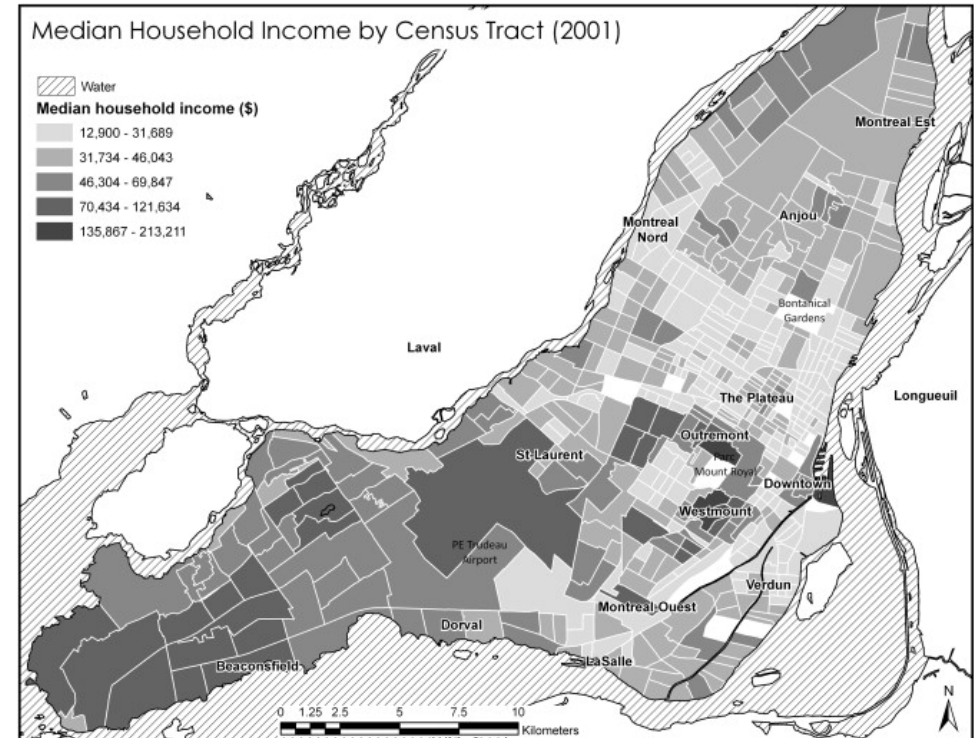 Median Household Income by Census Tract (2001)
Water
Median household income ($)
12,900 - 31,689
31,734 - 46,043
46,304 - 69,847
70,434 - 121,634
135,867 - 213,211
Montreal Est
Anjou
Montreal
Nord
Bontanical
Gardens
Laval
Longueuil
The Plateau
Outremont
St-Laurent
Parc
Mount Royal
Downtown
Westmount
PE Trudeau
Airport
Verdun
Montreal-Ouest
Dorval
LaSalle
Beaconsfield
N
0 1.25 2.5 5 7.5 10
Kilometers